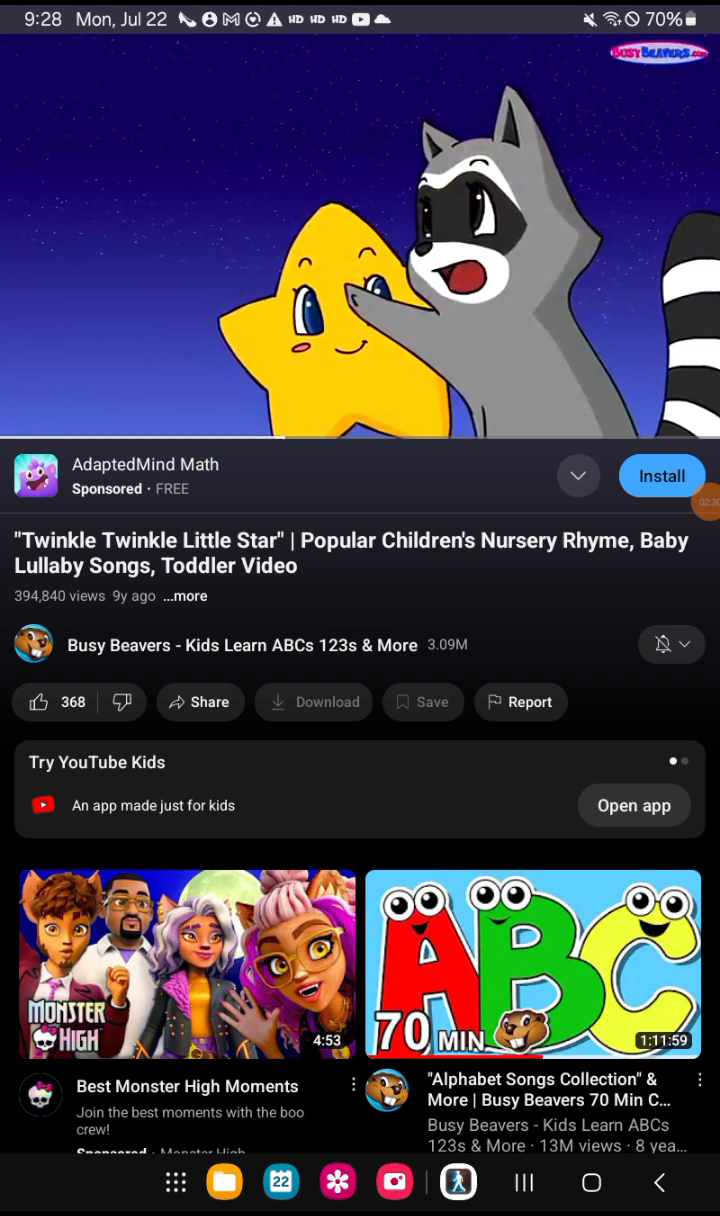 9:28 Mon, Jul 22 HD HD HD 70%
BUSYBEAVERS.com
AdaptedMind Math
Sponsored · FREE
Install
02:30
"Twinkle Twinkle Little Star" | Popular Children's Nursery Rhyme, Baby
Lullaby Songs, Toddler Video
394,840 views 9y ago ...more
Busy Beavers - Kids Learn ABCs 123s & More 3.09M
368 Share Download Save Report
Try YouTube Kids
An app made just for kids
Open app
MONSTER
HIGH
4:53
ABC
70 MIN
1:11:59
Best Monster High Moments
Join the best moments with the boo
crew!
Sponsored · Monster High
"Alphabet Songs Collection" &
More | Busy Beavers 70 Min C...
Busy Beavers - Kids Learn ABCs
123s & More · 13M views · 8 yea...
22